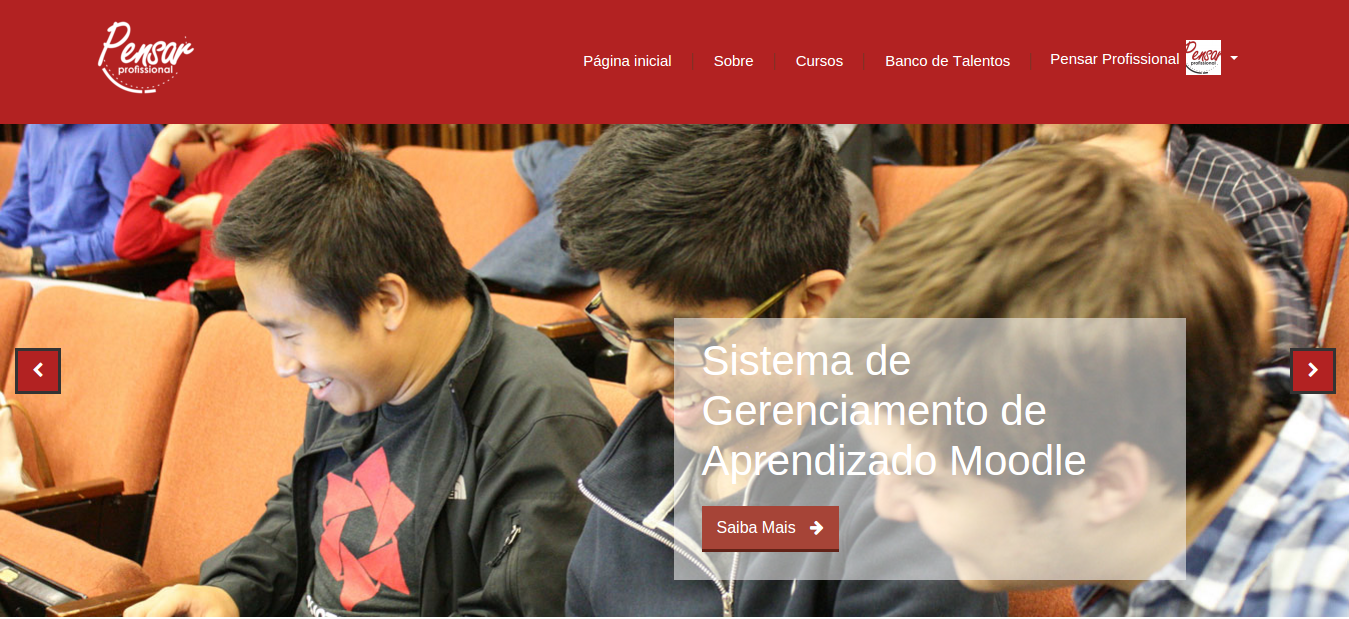 Pensar
profissional
Página inicial
Sobre
Cursos
Banco de Talentos
Pensar Profissional
Pensar
profissional
Sistema de
Gerenciamento de
Aprendizado Moodle
Saiba Mais